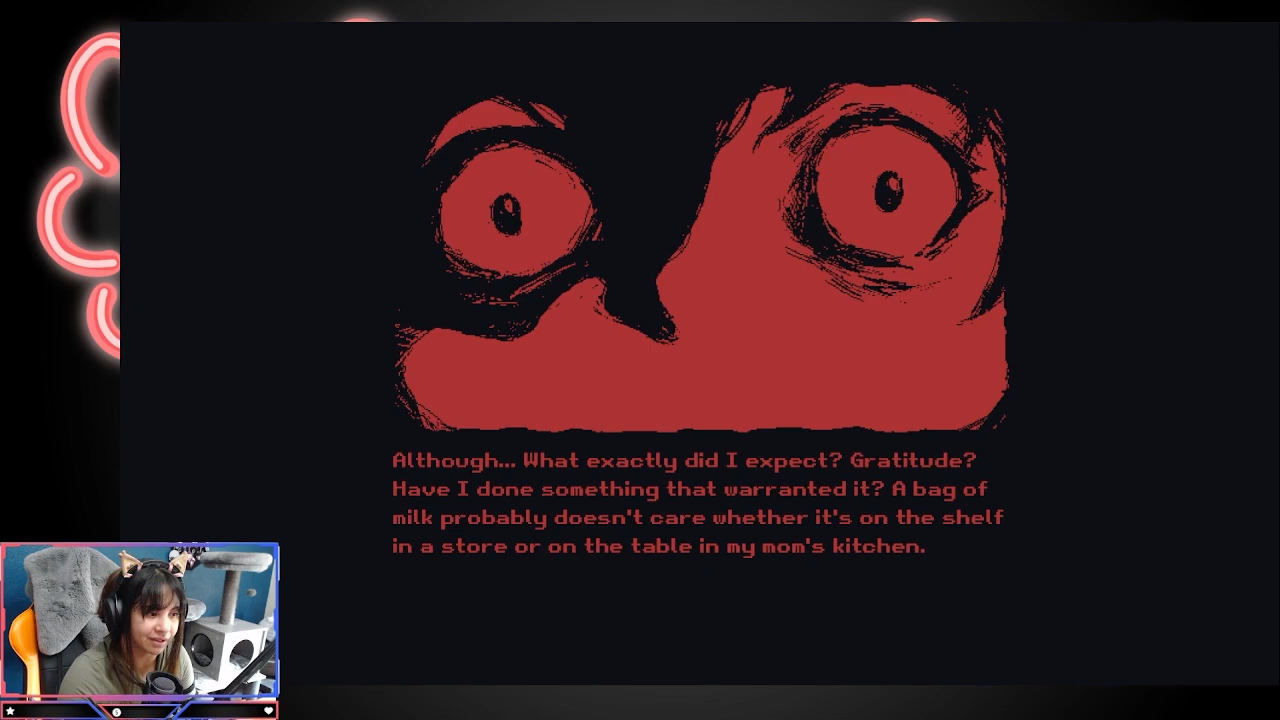 Although... What exactly did I expect? Gratitude?
Have I done something that warranted it? A bag of
milk probably doesn't care whether it's on the shelf
in a store or on the table in my mom's kitchen.